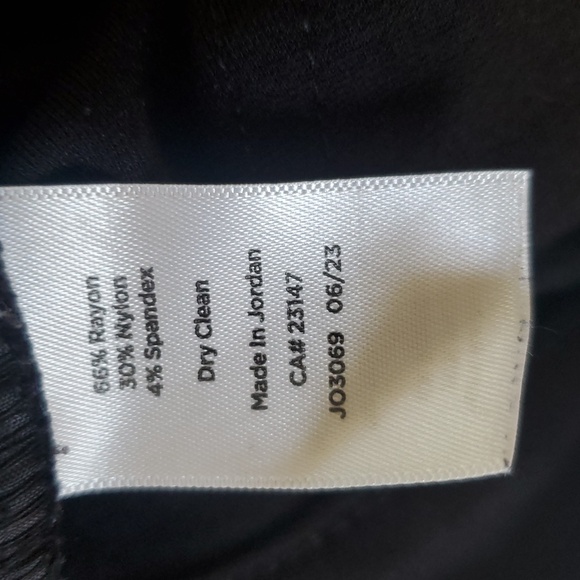 66% Rayon
30% Nylon
4% Spandex
Dry Clean
Made In Jordan
CA# 23147
JO3069 06/23